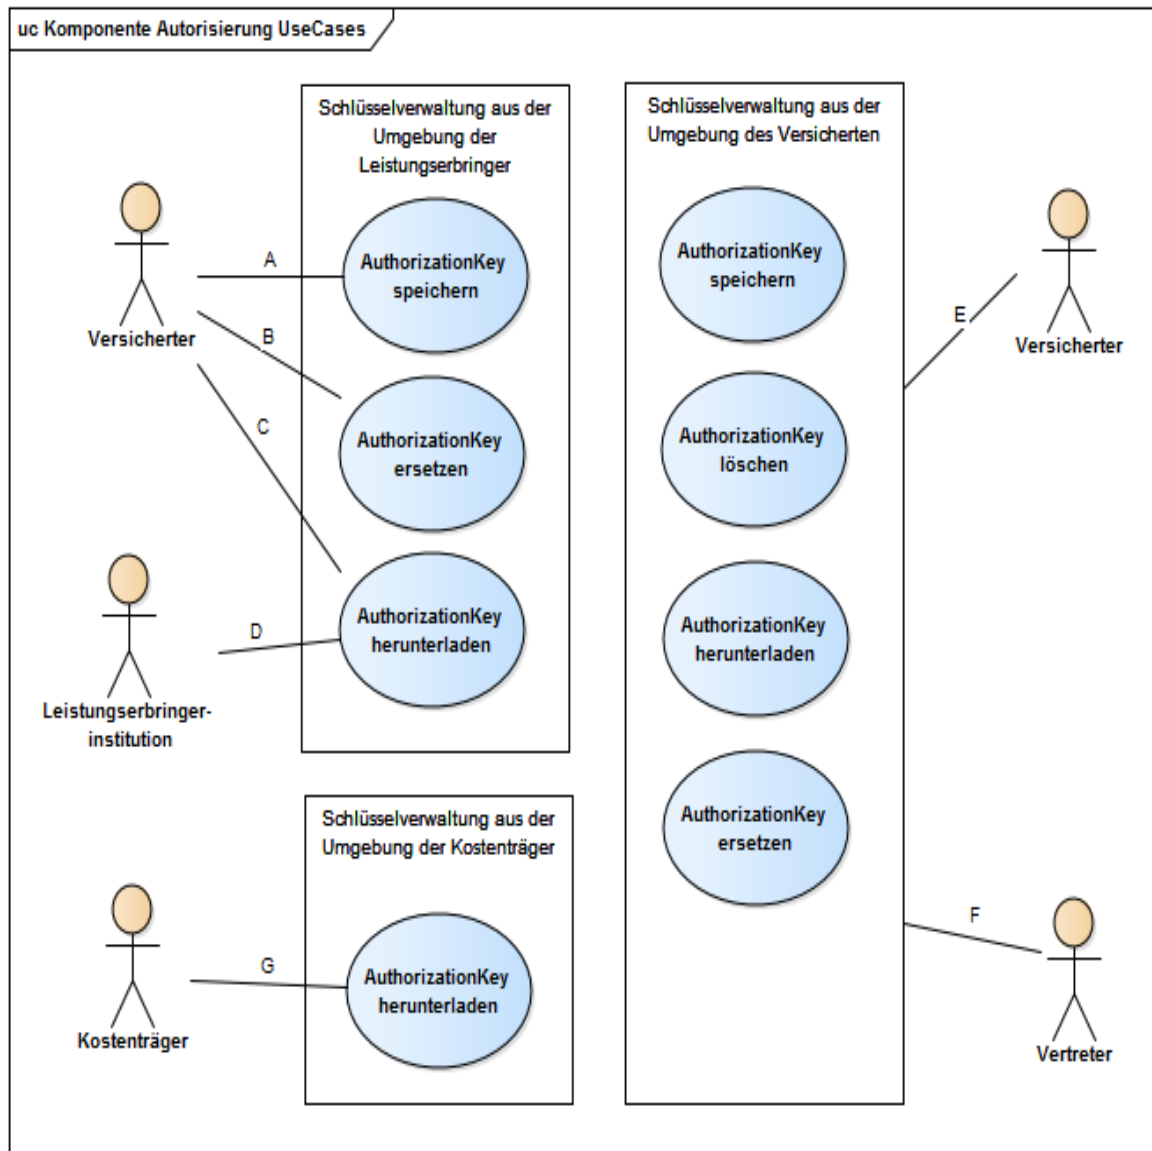 uc Komponente Autorisierung UseCases
Schlüsselverwaltung aus der
Umgebung der
Leistungserbringer
AuthorizationKey
speichern
AuthorizationKey
ersetzen
AuthorizationKey
herunterladen
Versicherter
A
B
C
D
Leistungserbringer-
institution
Schlüsselverwaltung aus der
Umgebung der Kostenträger
AuthorizationKey
herunterladen
G
Kostenträger
Schlüsselverwaltung aus der
Umgebung des Versicherten
AuthorizationKey
speichern
AuthorizationKey
löschen
AuthorizationKey
herunterladen
AuthorizationKey
ersetzen
E
Versicherter
F
Vertreter